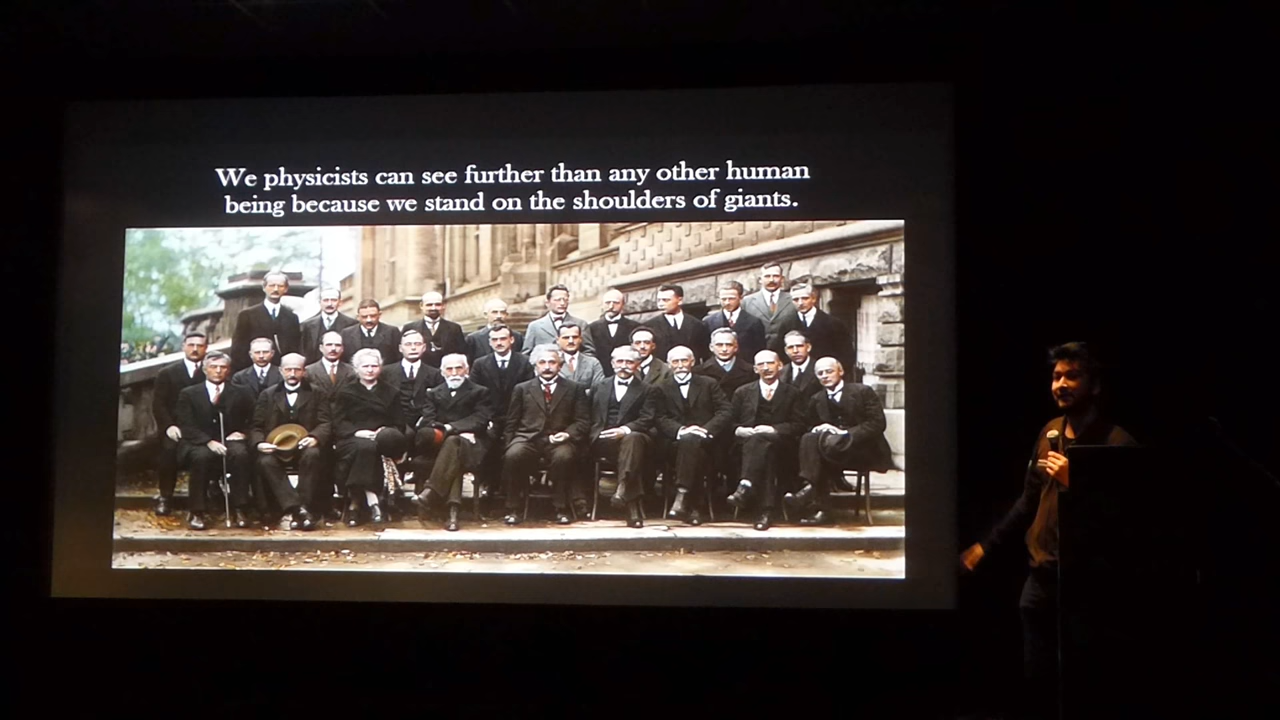 We physicists can see further than any other human
being because we stand on the shoulders of giants.